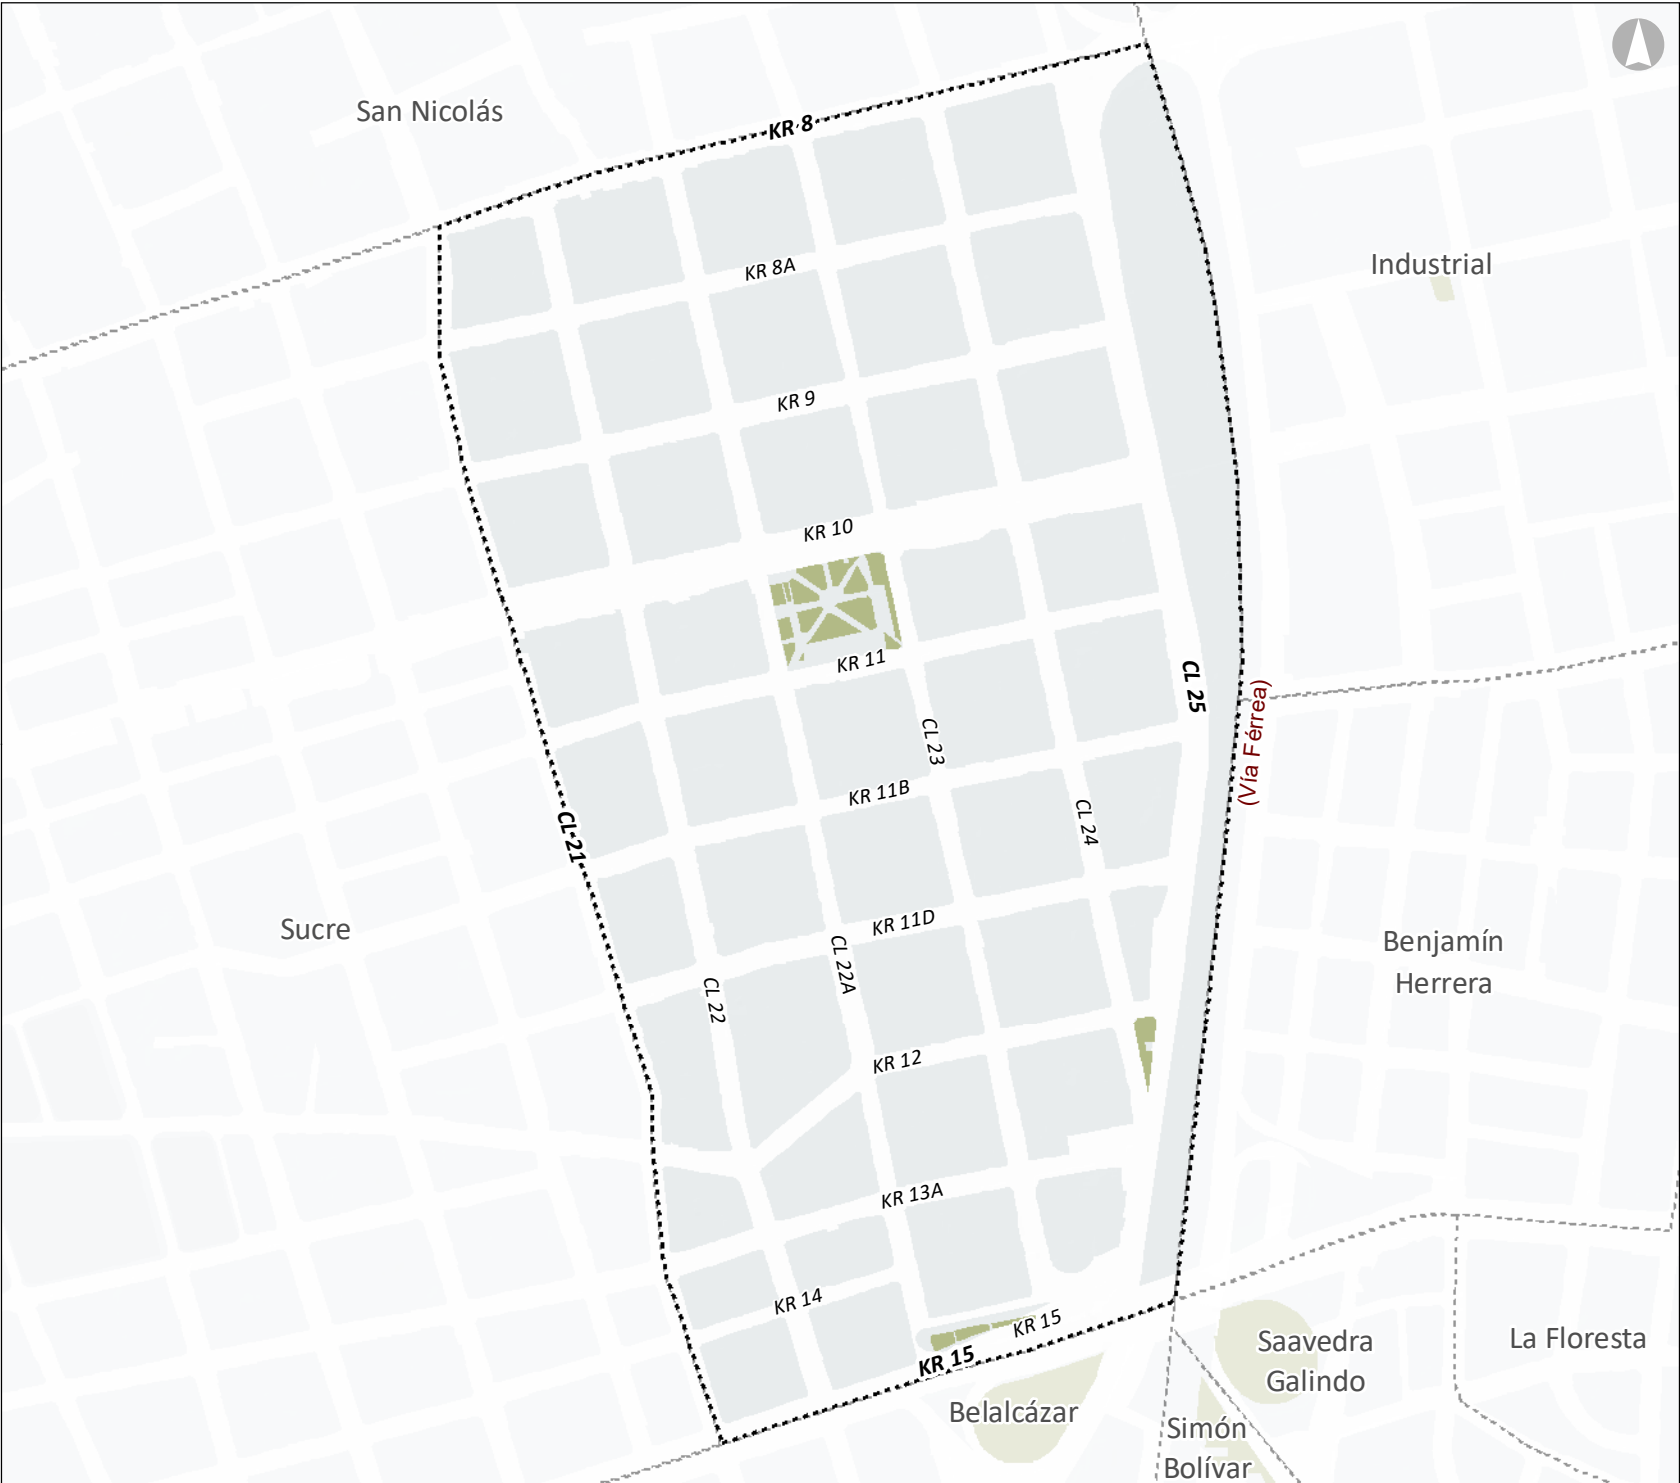 San Nicolás
KR 8
Industrial
KR 8A
KR 9
KR 10
KR 11
CL 25
(Vía Férrea)
CL 23
KR 11B
CL 24
CL 21
KR 11D
Sucre
Benjamín
Herrera
CL 22A
CL 22
KR 12
KR 13A
KR 14
KR 15
KR 15
Saavedra
Galindo
La Floresta
Belalcázar
Simón
Bolívar